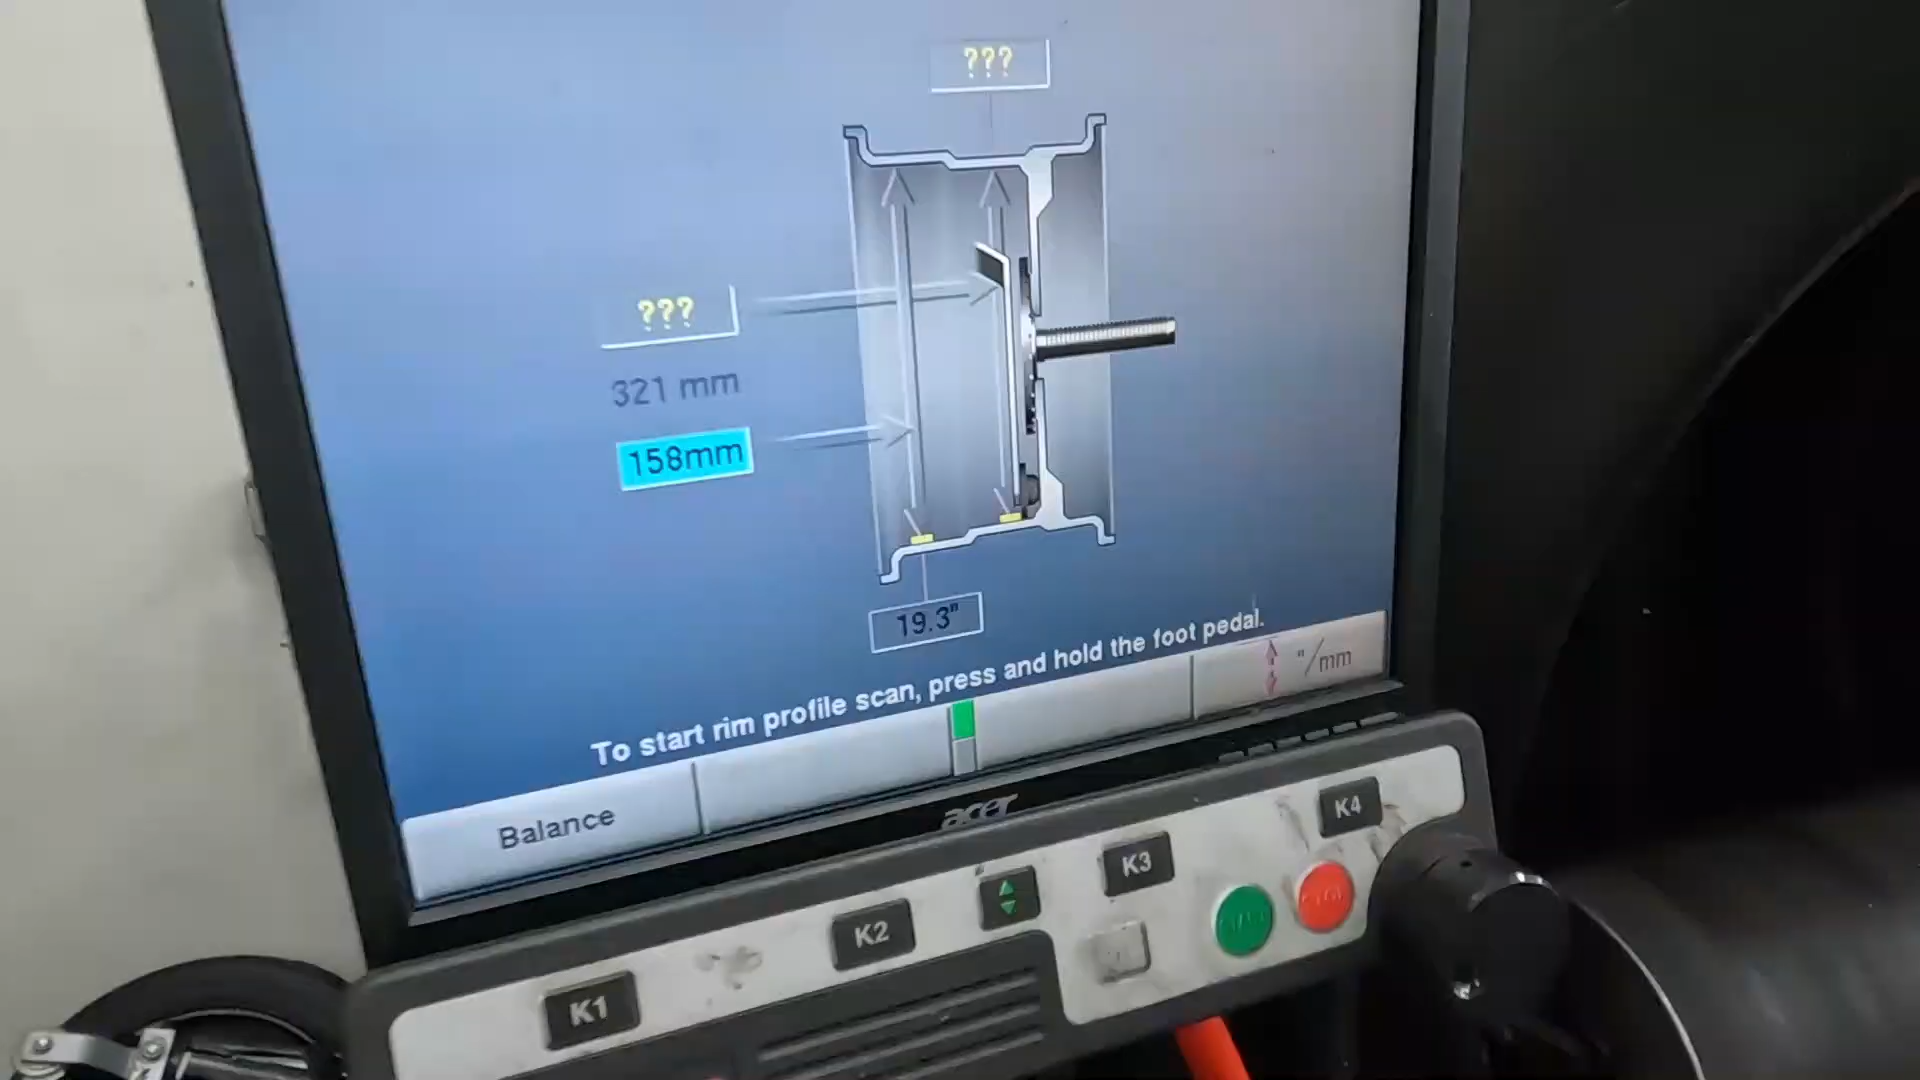 ???
???
321 mm
158mm
19.3"
To start rim profile scan, press and hold the foot pedal.
"/mm
Balance
acer
K4
K3
K2
K1